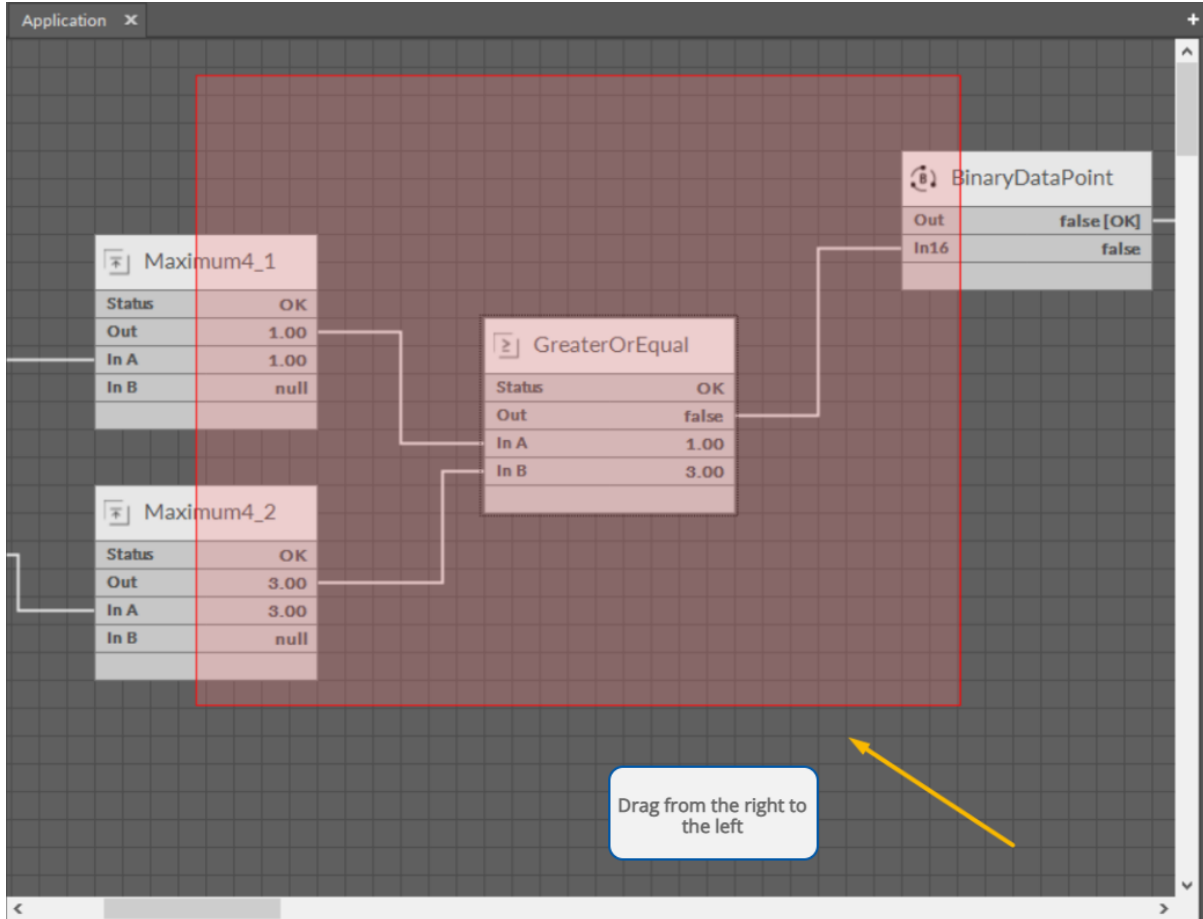 Application ×
+
BinaryDataPoint
Out false [OK]
In16 false
Maximum4_1
Status OK
Out 1.00
In A 1.00
In B null
GreaterOrEqual
Status OK
Out false
In A 1.00
In B 3.00
Maximum4_2
Status OK
Out 3.00
In A 3.00
In B null
Drag from the right to
the left